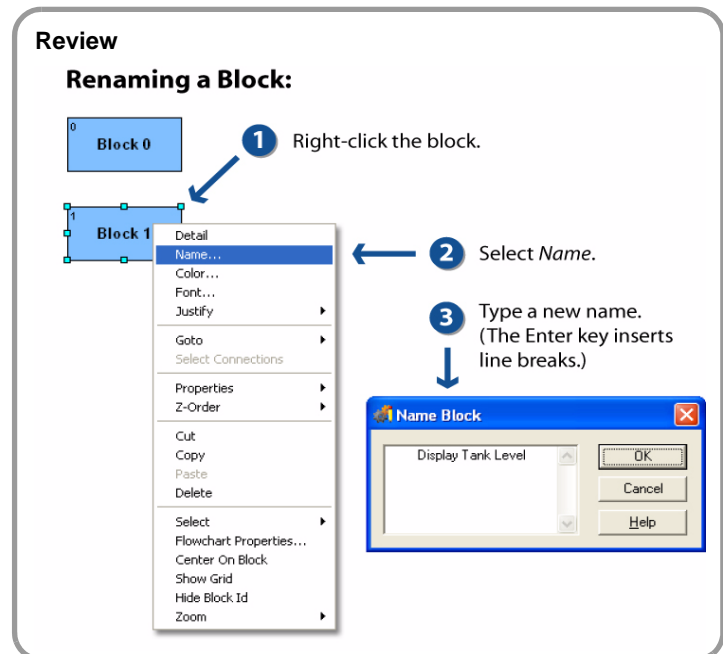 Review
Renaming a Block:
0
Block 0
1
Right-click the block.
1
Block 1
Detail
Name...
Color...
Font...
Justify
Goto
Select Connections
Properties
Z-Order
Cut
Copy
Paste
Delete
Select
Flowchart Properties...
Center On Block
Show Grid
Hide Block Id
Zoom
2
Select Name.
3
Type a new name.
(The Enter key inserts
line breaks.)
Name Block
Display Tank Level
OK
Cancel
Help